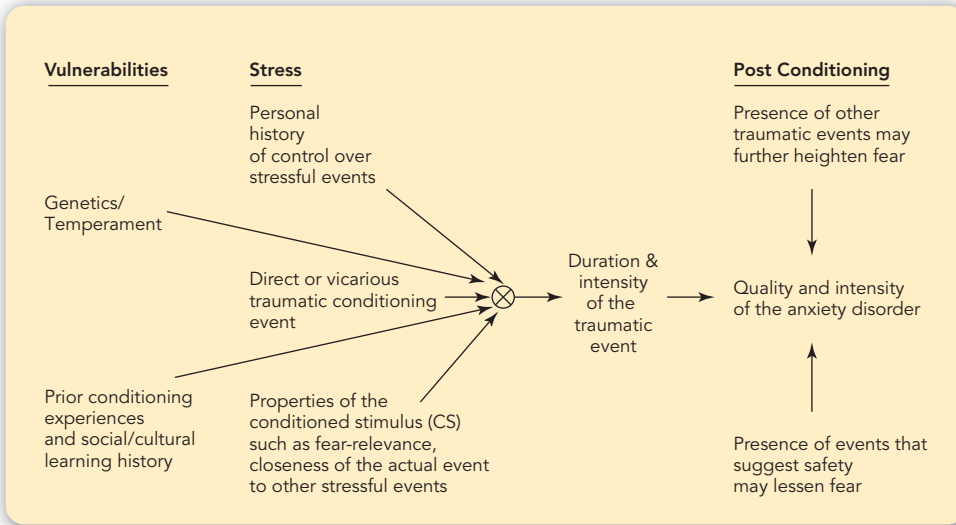 Vulnerabilities
Genetics/
Temperament
Prior conditioning
experiences
and social/cultural
learning history
Stress
Personal
history
of control over
stressful events
Direct or vicarious
traumatic conditioning
event
Properties of the
conditioned stimulus (CS)
such as fear-relevance,
closeness of the actual event
to other stressful events
Duration &
intensity
of the
traumatic
event
Post Conditioning
Presence of other
traumatic events may
further heighten fear
Quality and intensity
of the anxiety disorder
Presence of events that
suggest safety
may lessen fear